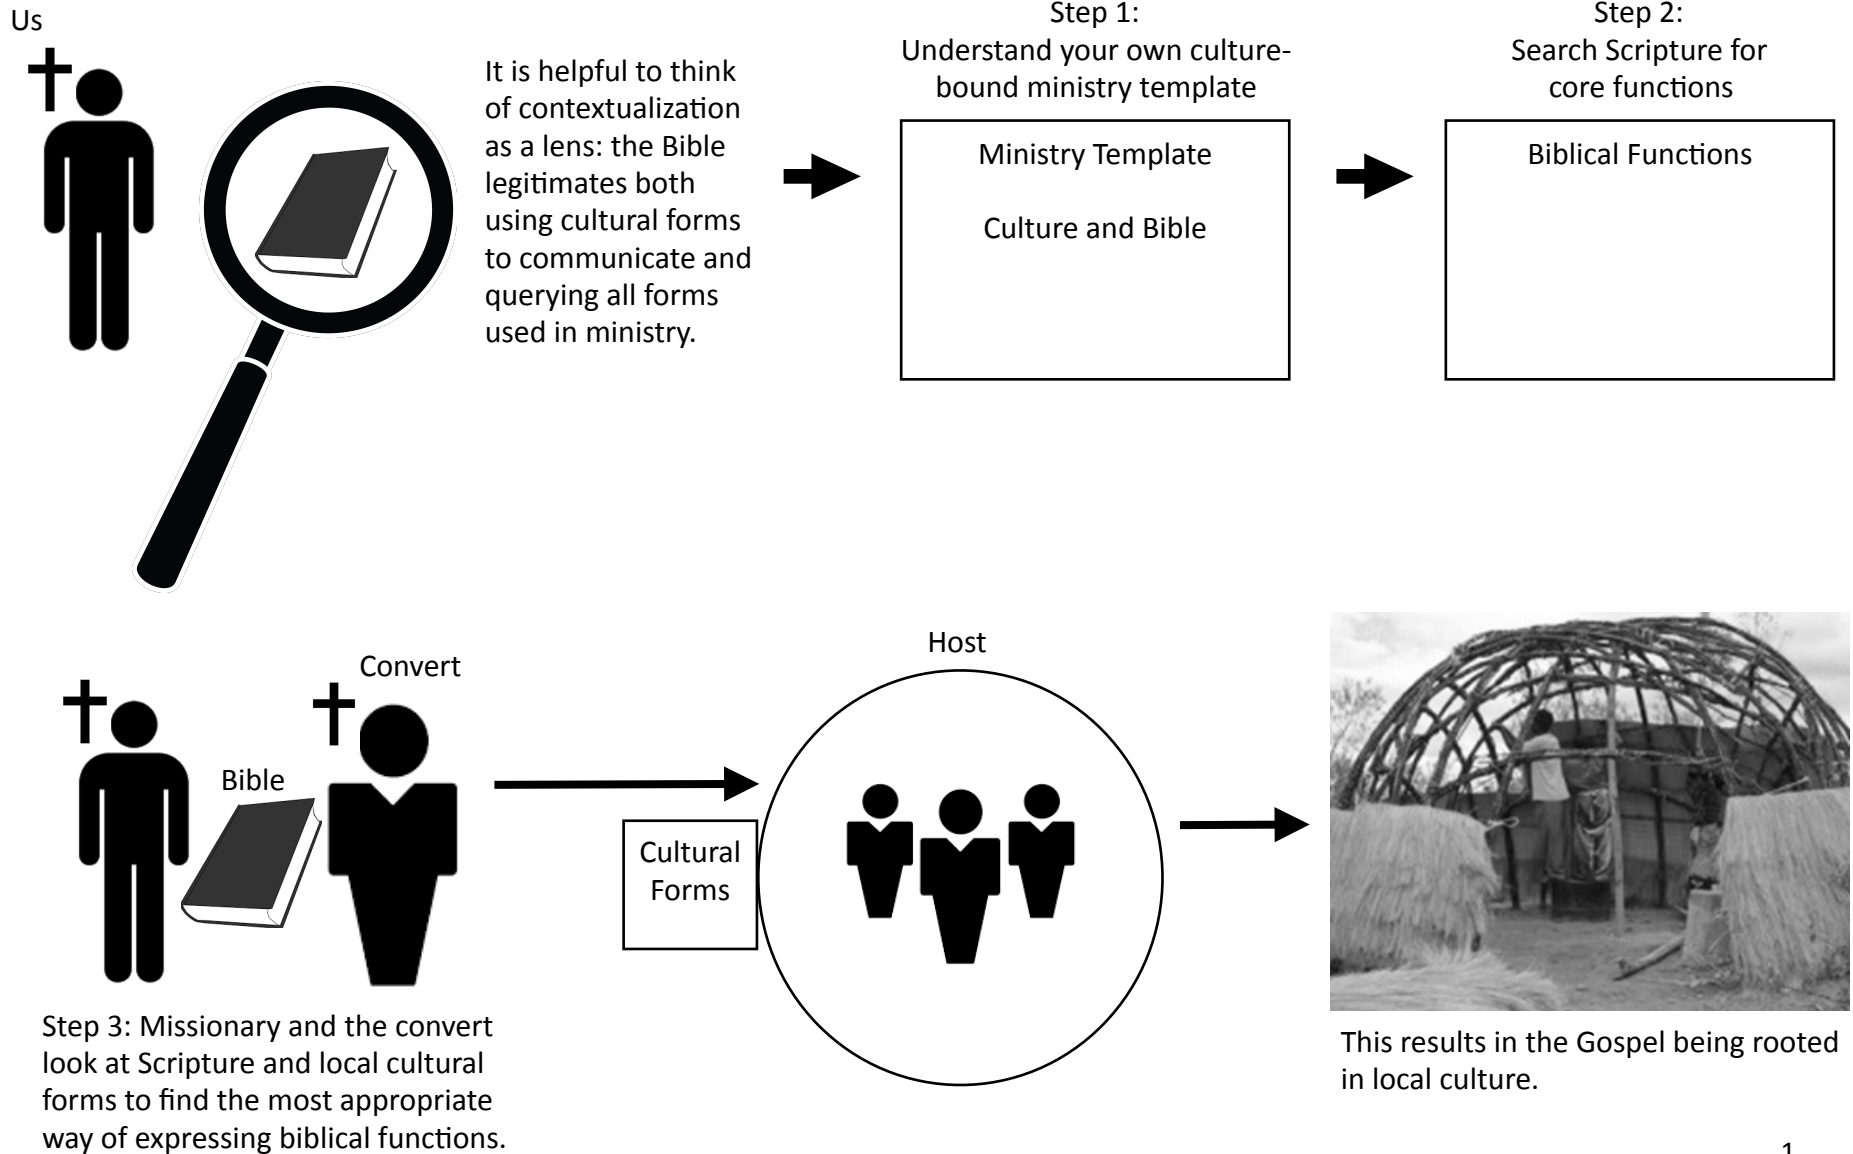 Us
It is helpful to think
of contextualization
as a lens: the Bible
legitimates both
using cultural forms
to communicate and
querying all forms
used in ministry.
Step 1:
Understand your own culture-
bound ministry template
Ministry Template
Culture and Bible
Step 2:
Search Scripture for
core functions
Biblical Functions
Convert
Bible
Step 3: Missionary and the convert
look at Scripture and local cultural
forms to find the most appropriate
way of expressing biblical functions.
Cultural
Forms
Host
This results in the Gospel being rooted
in local culture.
1